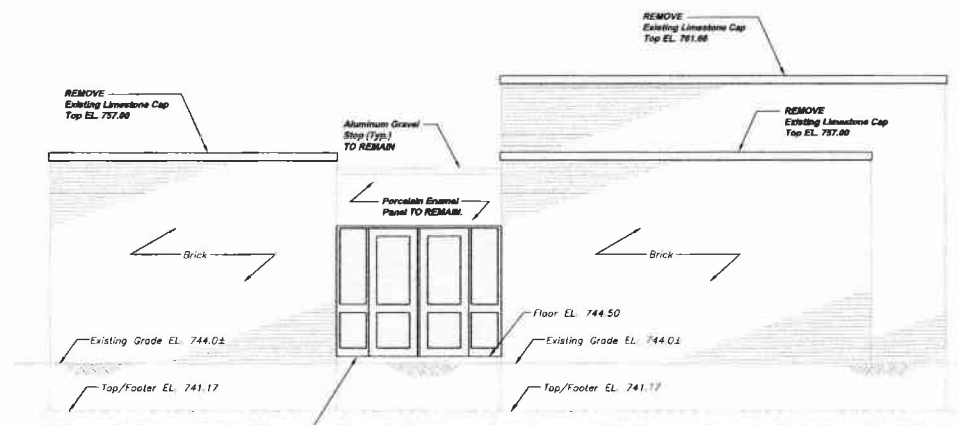 REMOVE
Existing Limestone Cap
Top EL. 761.66
REMOVE
Existing Limestone Cap
Top EL. 757.00
REMOVE
Existing Limestone Cap
Top EL. 757.00
Aluminum Gravel
Stop (Typ.)
TO REMAIN
Porcelain Enamel
Panel TO REMAIN.
Brick
Brick
Floor EL. 744.50
Existing Grade EL. 744.0±
Existing Grade EL. 744.0±
Top/Footer EL. 741.17
Top/Footer EL. 741.17